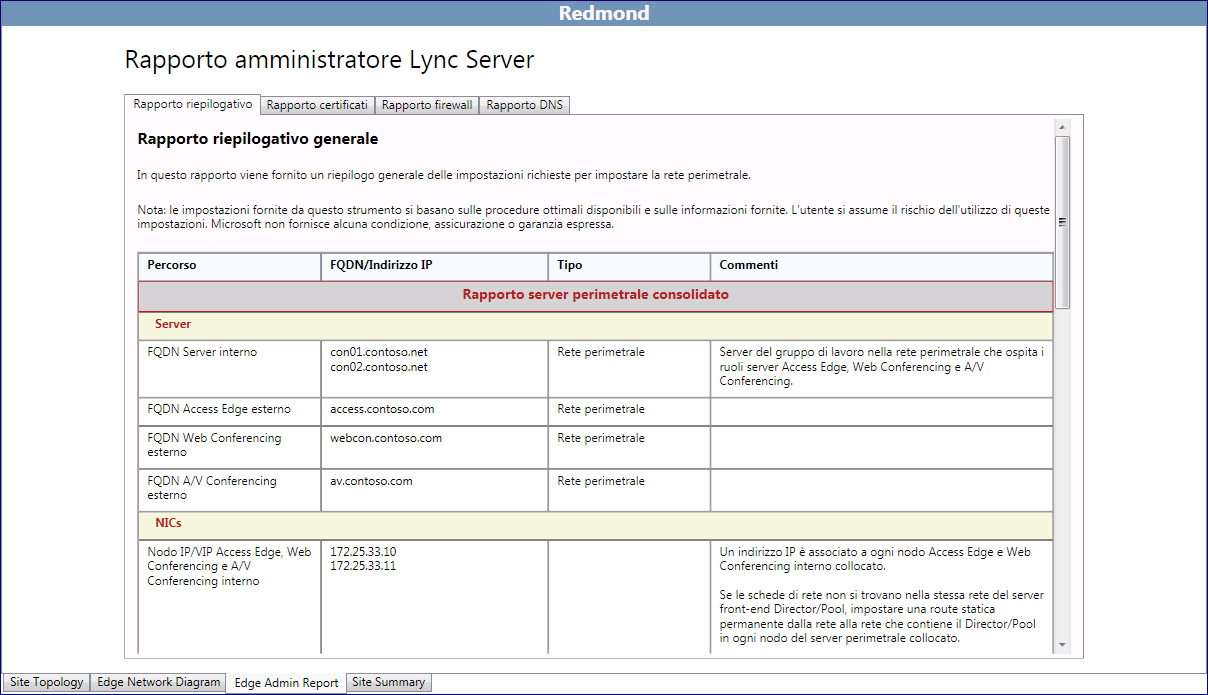 Redmond
Rapporto amministratore Lync Server
Rapporto riepilogativo
Rapporto certificati
Rapporto firewall
Rapporto DNS
Rapporto riepilogativo generale
In questo rapporto viene fornito un riepilogo generale delle impostazioni richieste per impostare la rete perimetrale.
Nota: le impostazioni fornite da questo strumento si basano sulle procedure ottimali disponibili e sulle informazioni fornite. L'utente si assume il rischio dell'utilizzo di queste
impostazioni. Microsoft non fornisce alcuna condizione, assicurazione o garanzia espressa.
Percorso
FQDN/Indirizzo IP
Tipo
Commenti
Rapporto server perimetrale consolidato
Server
FQDN Server interno
con01.contoso.net
con02.contoso.net
Rete perimetrale
Server del gruppo di lavoro nella rete perimetrale che ospita i
ruoli server Access Edge, Web Conferencing e A/V
Conferencing.
FQDN Access Edge esterno
access.contoso.com
Rete perimetrale
FQDN Web Conferencing
esterno
webcon.contoso.com
Rete perimetrale
FQDN A/V Conferencing
esterno
av.contoso.com
Rete perimetrale
NICs
Nodo IP/VIP Access Edge, Web
Conferencing e A/V
Conferencing interno
172.25.33.10
172.25.33.11
Un indirizzo IP è associato a ogni nodo Access Edge e Web
Conferencing interno collocato.
Se le schede di rete non si trovano nella stessa rete del server
front-end Director/Pool, impostare una route statica
permanente dalla rete alla rete che contiene il Director/Pool
in ogni nodo del server perimetrale collocato.
Site Topology
Edge Network Diagram
Edge Admin Report
Site Summary